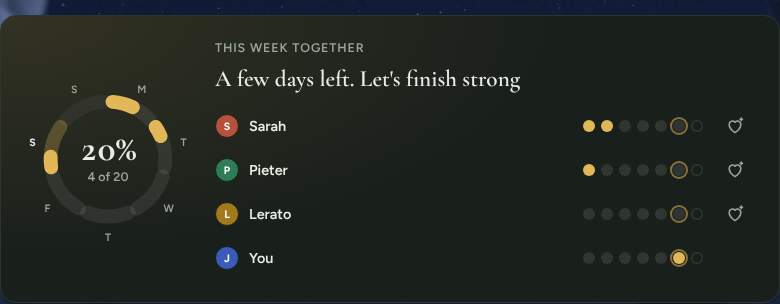 THIS WEEK TOGETHER
A few days left. Let's finish strong
S
M
S
T
20%
4 of 20
F
W
T
S Sarah
P Pieter
L Lerato
J You